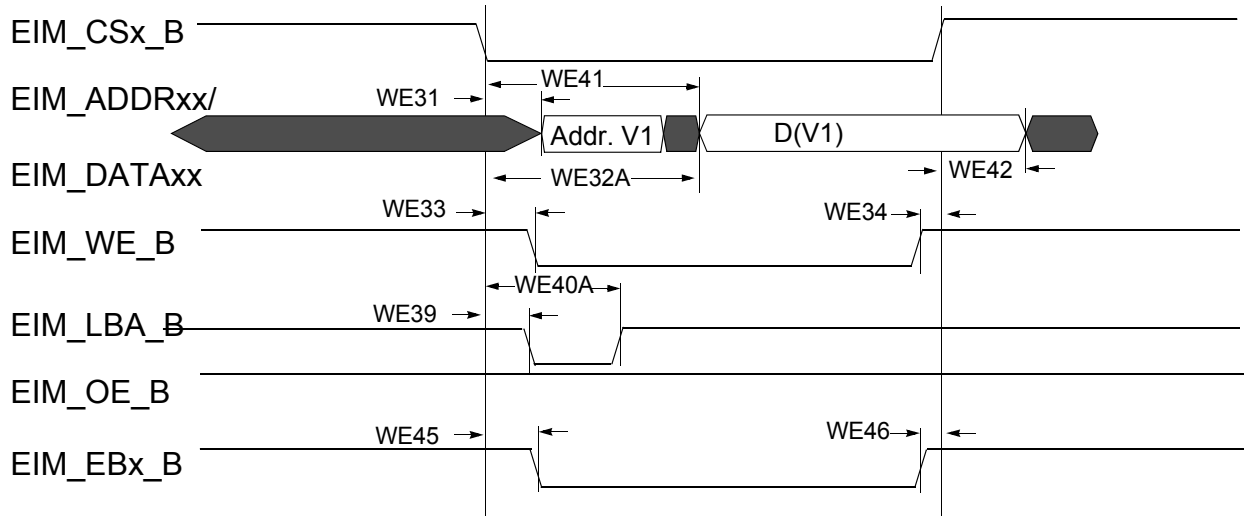 EIM_CSx_B
WE41
EIM_ADDRxx/
WE31
Addr. V1
D(V1)
EIM_DATAxx
WE32A
WE42
WE33
WE34
EIM_WE_B
WE40A
EIM_LBA_B
WE39
EIM_OE_B
WE45
WE46
EIM_EBx_B